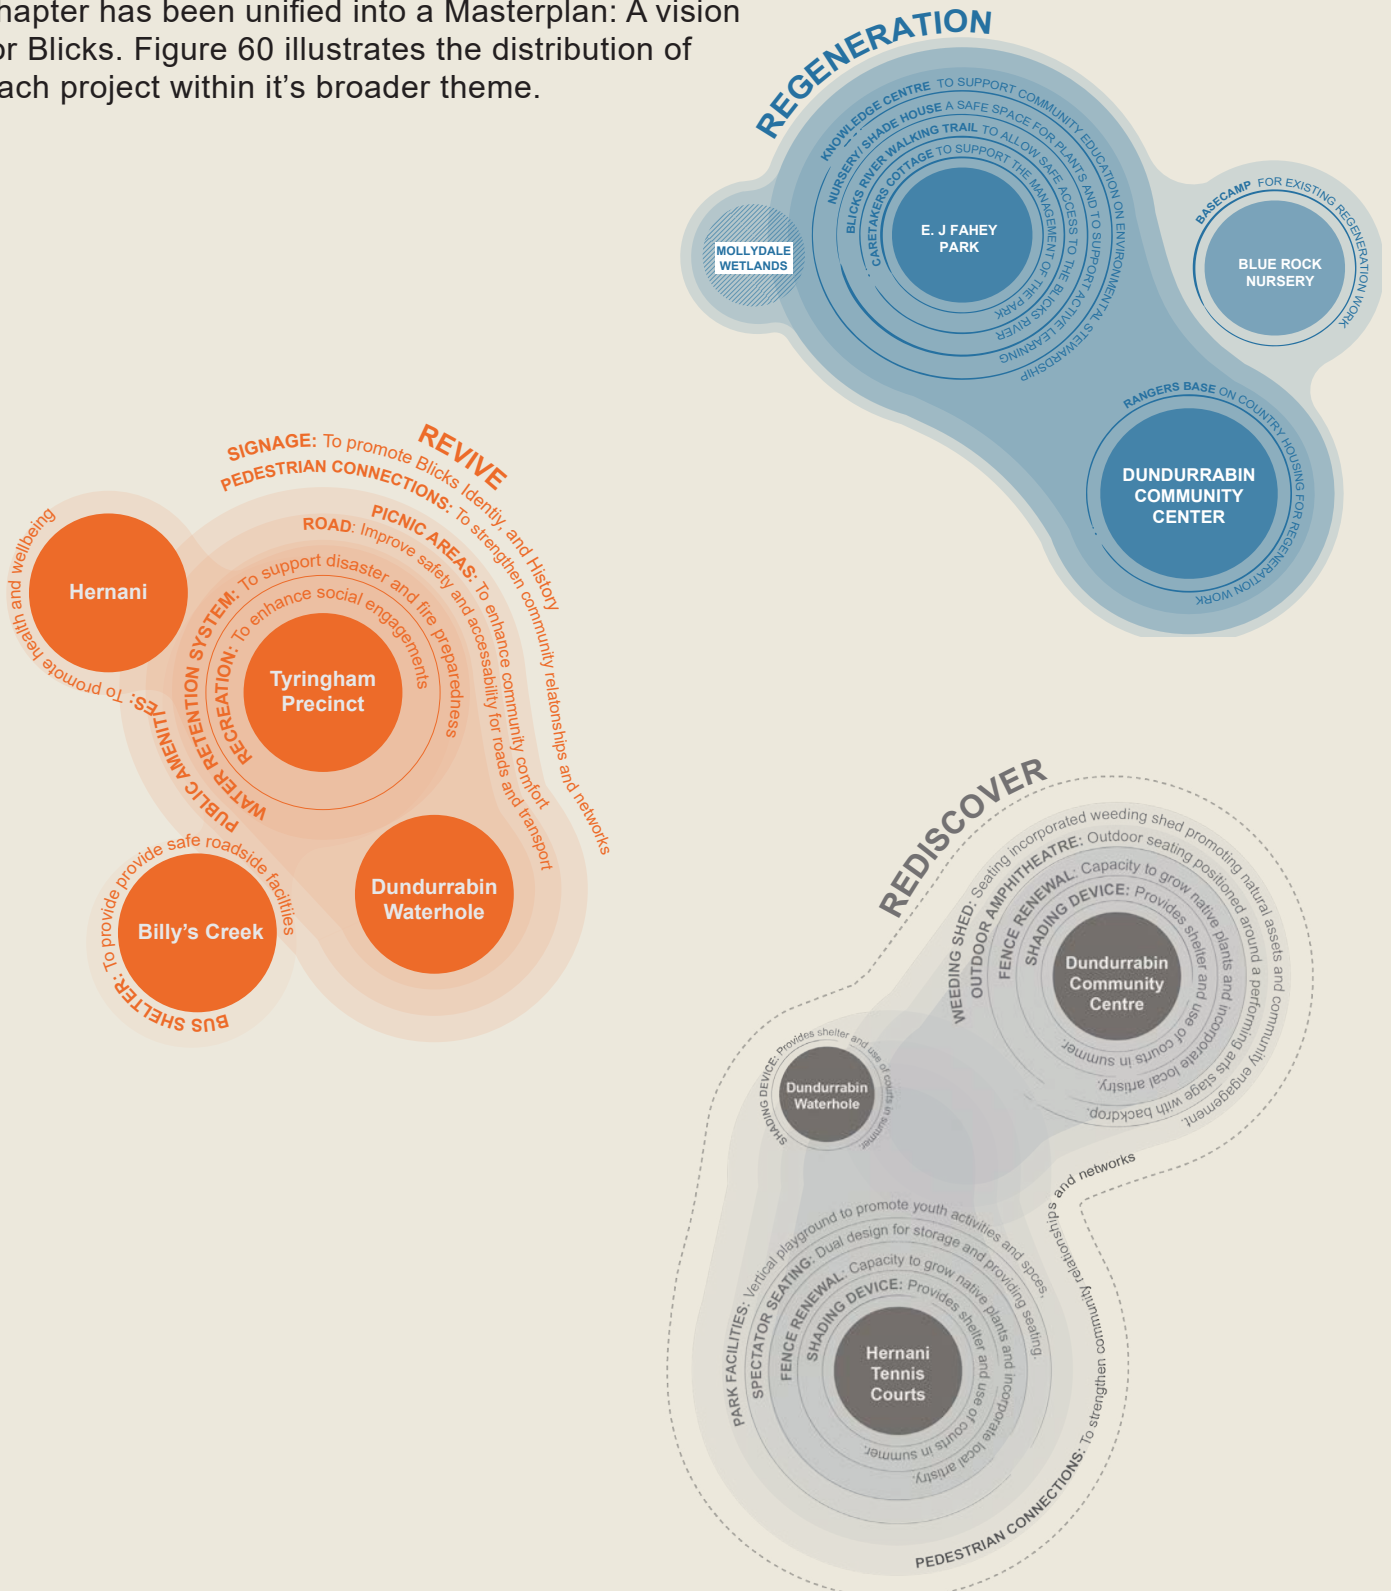 hapter has been unified into a Masterplan: A vision
or Blicks. Figure 60 illustrates the distribution of
ach project within it's broader theme.
REGENERATION
KNOWLEDGE CENTRE TO SUPPORT COMMUNITY EDUCATION ON ENVIRONMENTAL STEWARDSHIP
NURSERY/ SHADE HOUSE A SAFE SPACE FOR PLANTS AND TO SUPPORT ACTIVE LEARNING
BLICKS RIVER WALKING TRAIL TO ALLOW SAFE ACCESS TO THE BLICKS RIVER
CARETAKERS COTTAGE TO SUPPORT THE MANAGEMENT OF THE PARK
E. J FAHEY
PARK
MOLLYDALE
WETLANDS
BASECAMP FOR EXISTING REGENERATION WORK
BLUE ROCK
NURSERY
RANGERS BASE ON COUNTRY HOUSING FOR REGENERATION WORK
DUNDURRABIN
COMMUNITY
CENTER
REVIVE
SIGNAGE: To promote Blicks Identiy, and History
PEDESTRIAN CONNECTIONS: To strengthen community relatonships and networks
PICNIC AREAS: To enhance community comfort
ROAD: Improve safety and accessability for roads and transport
WATER RETENTION SYSTEM: To support disaster and fire preparedness
RECREATION: To enhance social engagements
Tyringham
Precinct
PUBLIC AMENITIES: To promote health and wellbeing
Hernani
BUS SHELTER: To provide provide safe roadside faciltiies
Billy's Creek
Dundurrabin
Waterhole
REDISCOVER
WEEDING SHED: Seating incorporated weeding shed promoting natural assets and community engagement.
OUTDOOR AMPHITHEATRE: Outdoor seating positioned around a performing arts stage with backdrop.
FENCE RENEWAL: Capacity to grow native plants and incorporate local artistry.
SHADING DEVICE: Provides shelter and use of courts in summer.
Dundurrabin
Community
Centre
SHADING DEVICE: Provides shelter and use of courts in summer.
Dundurrabin
Waterhole
PARK FACILITIES: Vertical playground to promote youth activities and spces.
SPECTATOR SEATING: Dual design for storage and providing seating.
FENCE RENEWAL: Capacity to grow native plants and incorporate local artistry.
SHADING DEVICE: Provides shelter and use of courts in summer.
Hernani
Tennis
Courts
PEDESTRIAN CONNECTIONS: To strengthen community relationships and networks